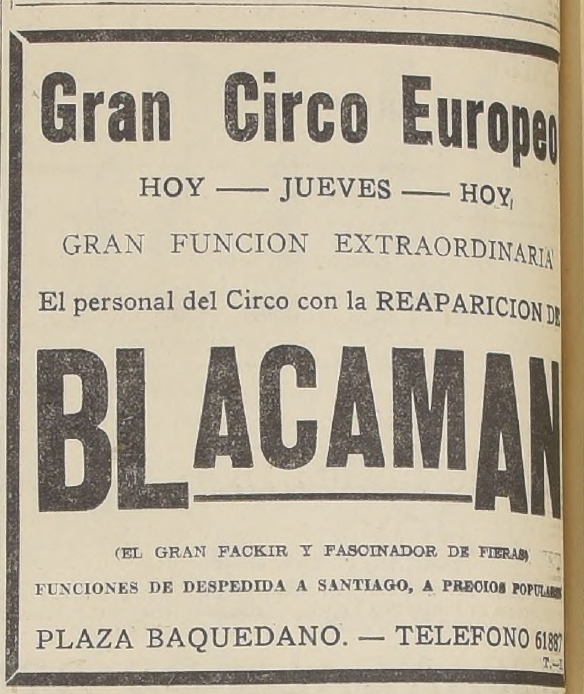 Gran Circo Europeo
HOY — JUEVES — HOY
GRAN FUNCION EXTRAORDINARIA
El personal del Circo con la REAPARICION DE
BLACAMAN
(EL GRAN FACKIR Y FASCINADOR DE FIERAS)
FUNCIONES DE DESPEDIDA A SANTIAGO, A PRECIOS POPULARES
PLAZA BAQUEDANO. — TELEFONO 61887